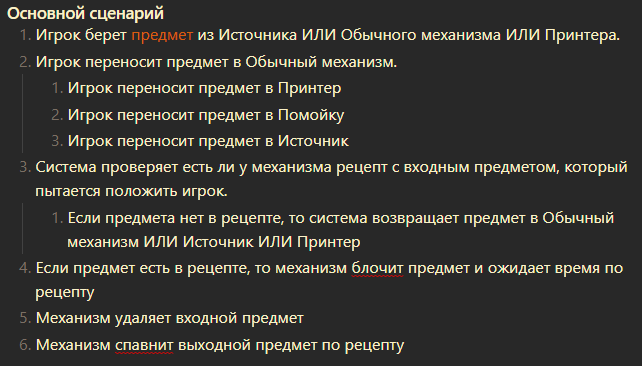 Основной сценарий
1. Игрок берет предмет из Источника ИЛИ Обычного механизма ИЛИ Принтера.
2. Игрок переносит предмет в Обычный механизм.
1. Игрок переносит предмет в Принтер
2. Игрок переносит предмет в Помойку
3. Игрок переносит предмет в Источник
3. Система проверяет есть ли у механизма рецепт с входным предметом, который
пытается положить игрок.
1. Если предмета нет в рецепте, то система возвращает предмет в Обычный
механизм ИЛИ Источник ИЛИ Принтер
4. Если предмет есть в рецепте, то механизм блочит предмет и ожидает время по
рецепту
5. Механизм удаляет входной предмет
6. Механизм спавнит выходной предмет по рецепту